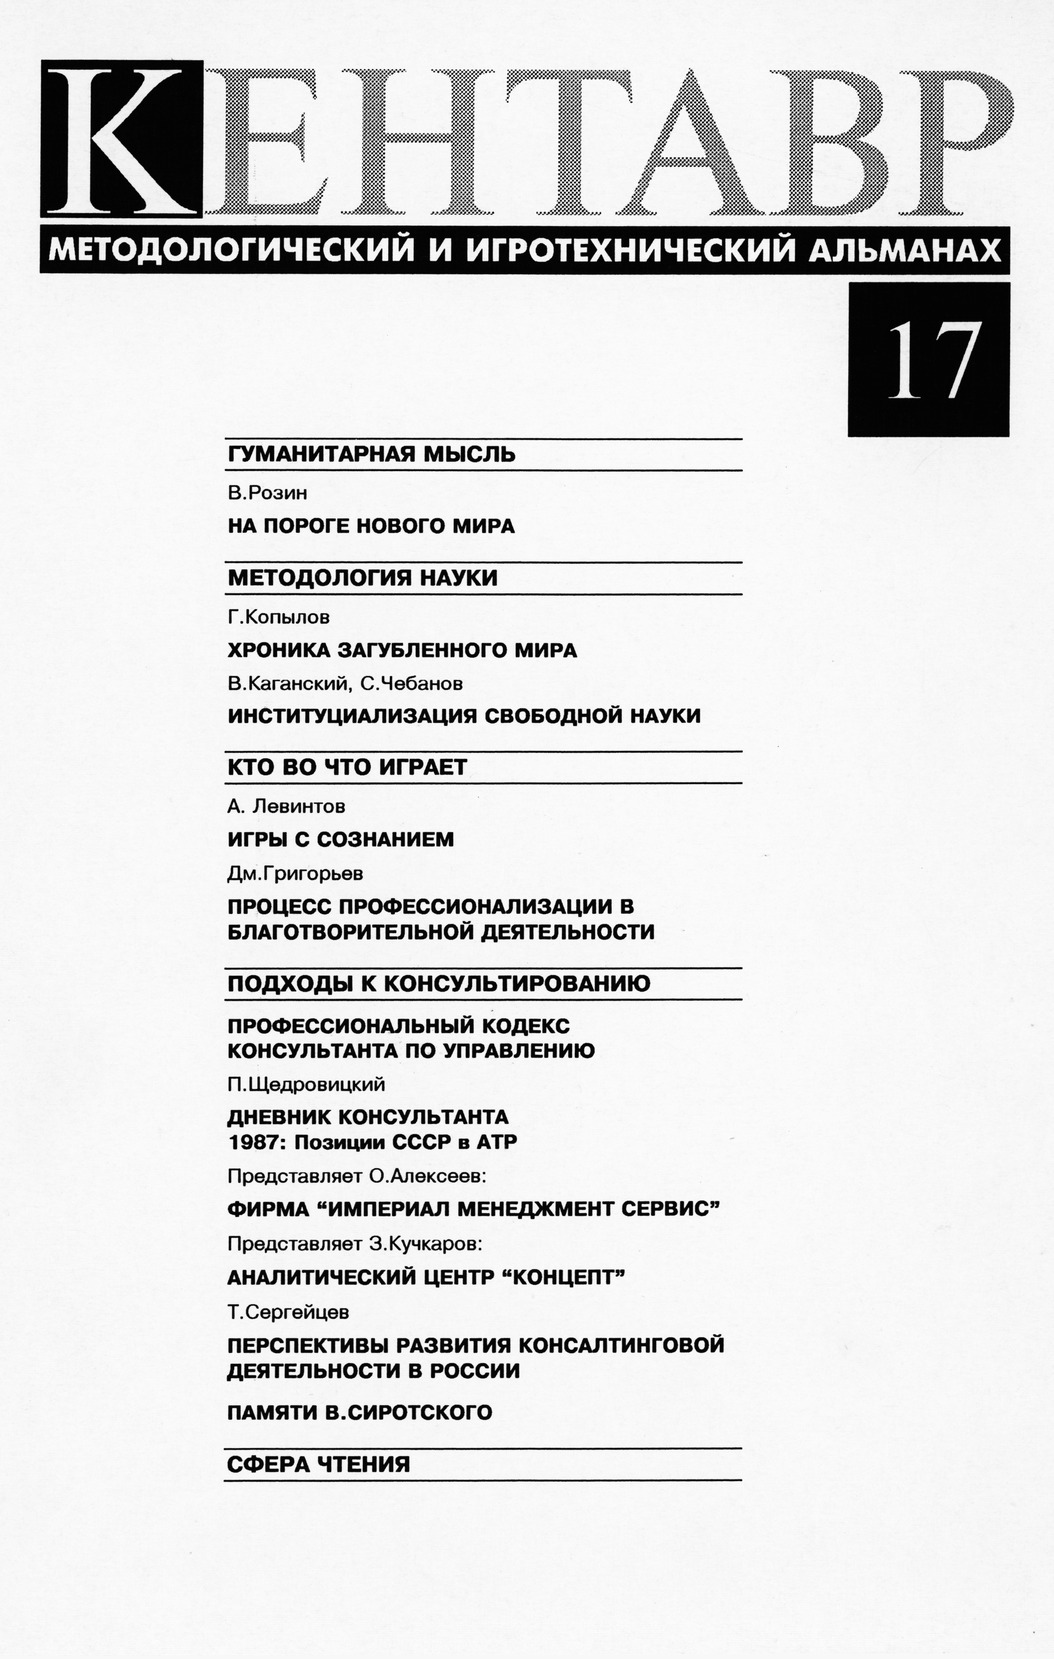 КЕНТАВР
МЕТОДОЛОГИЧЕСКИЙ И ИГРОТЕХНИЧЕСКИЙ АЛЬМАНАХ
17
ГУМАНИТАРНАЯ МЫСЛЬ
В.Розин
НА ПОРОГЕ НОВОГО МИРА
МЕТОДОЛОГИЯ НАУКИ
Г.Копылов
ХРОНИКА ЗАГУБЛЕННОГО МИРА
В.Каганский, С.Чебанов
ИНСТИТУЦИАЛИЗАЦИЯ СВОБОДНОЙ НАУКИ
КТО ВО ЧТО ИГРАЕТ
А. Левинтов
ИГРЫ С СОЗНАНИЕМ
Дм.Григорьев
ПРОЦЕСС ПРОФЕССИОНАЛИЗАЦИИ В
БЛАГОТВОРИТЕЛЬНОЙ ДЕЯТЕЛЬНОСТИ
ПОДХОДЫ К КОНСУЛЬТИРОВАНИЮ
ПРОФЕССИОНАЛЬНЫЙ КОДЕКС
КОНСУЛЬТАНТА ПО УПРАВЛЕНИЮ
П.Щедровицкий
ДНЕВНИК КОНСУЛЬТАНТА
1987: Позиции СССР в АТР
Представляет О.Алексеев:
ФИРМА “ИМПЕРИАЛ МЕНЕДЖМЕНТ СЕРВИС”
Представляет З.Кучкаров:
АНАЛИТИЧЕСКИЙ ЦЕНТР “КОНЦЕПТ”
Т.Сергейцев
ПЕРСПЕКТИВЫ РАЗВИТИЯ КОНСАЛТИНГОВОЙ
ДЕЯТЕЛЬНОСТИ В РОССИИ
ПАМЯТИ В.СИРОТСКОГО
СФЕРА ЧТЕНИЯ